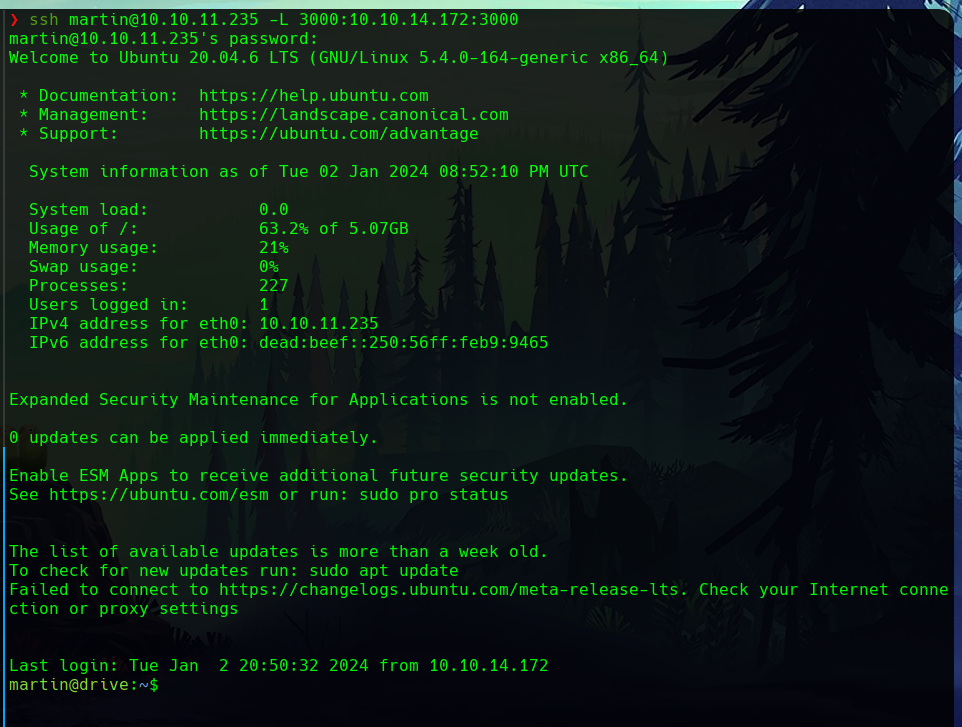 ❯ ssh martin@10.10.11.235 -L 3000:10.10.14.172:3000
martin@10.10.11.235's password:
Welcome to Ubuntu 20.04.6 LTS (GNU/Linux 5.4.0-164-generic x86_64)
* Documentation:  https://help.ubuntu.com
* Management:     https://landscape.canonical.com
* Support:        https://ubuntu.com/advantage
System information as of Tue 02 Jan 2024 08:52:10 PM UTC
System load:           0.0
Usage of /:            63.2% of 5.07GB
Memory usage:          21%
Swap usage:            0%
Processes:             227
Users logged in:       1
IPv4 address for eth0: 10.10.11.235
IPv6 address for eth0: dead:beef::250:56ff:feb9:9465
Expanded Security Maintenance for Applications is not enabled.
0 updates can be applied immediately.
Enable ESM Apps to receive additional future security updates.
See https://ubuntu.com/esm or run: sudo pro status
The list of available updates is more than a week old.
To check for new updates run: sudo apt update
Failed to connect to https://changelogs.ubuntu.com/meta-release-lts. Check your Internet conne
ction or proxy settings
Last login: Tue Jan  2 20:50:32 2024 from 10.10.14.172
martin@drive:~$